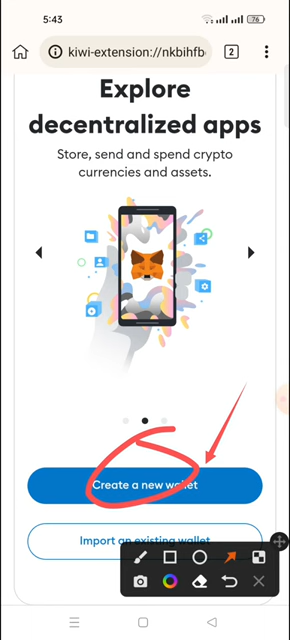 5:43
76
kiwi-extension://nkbihfb
2
Explore
decentralized apps
Store, send and spend crypto
currencies and assets.
Create a new wallet
Import an existing wallet